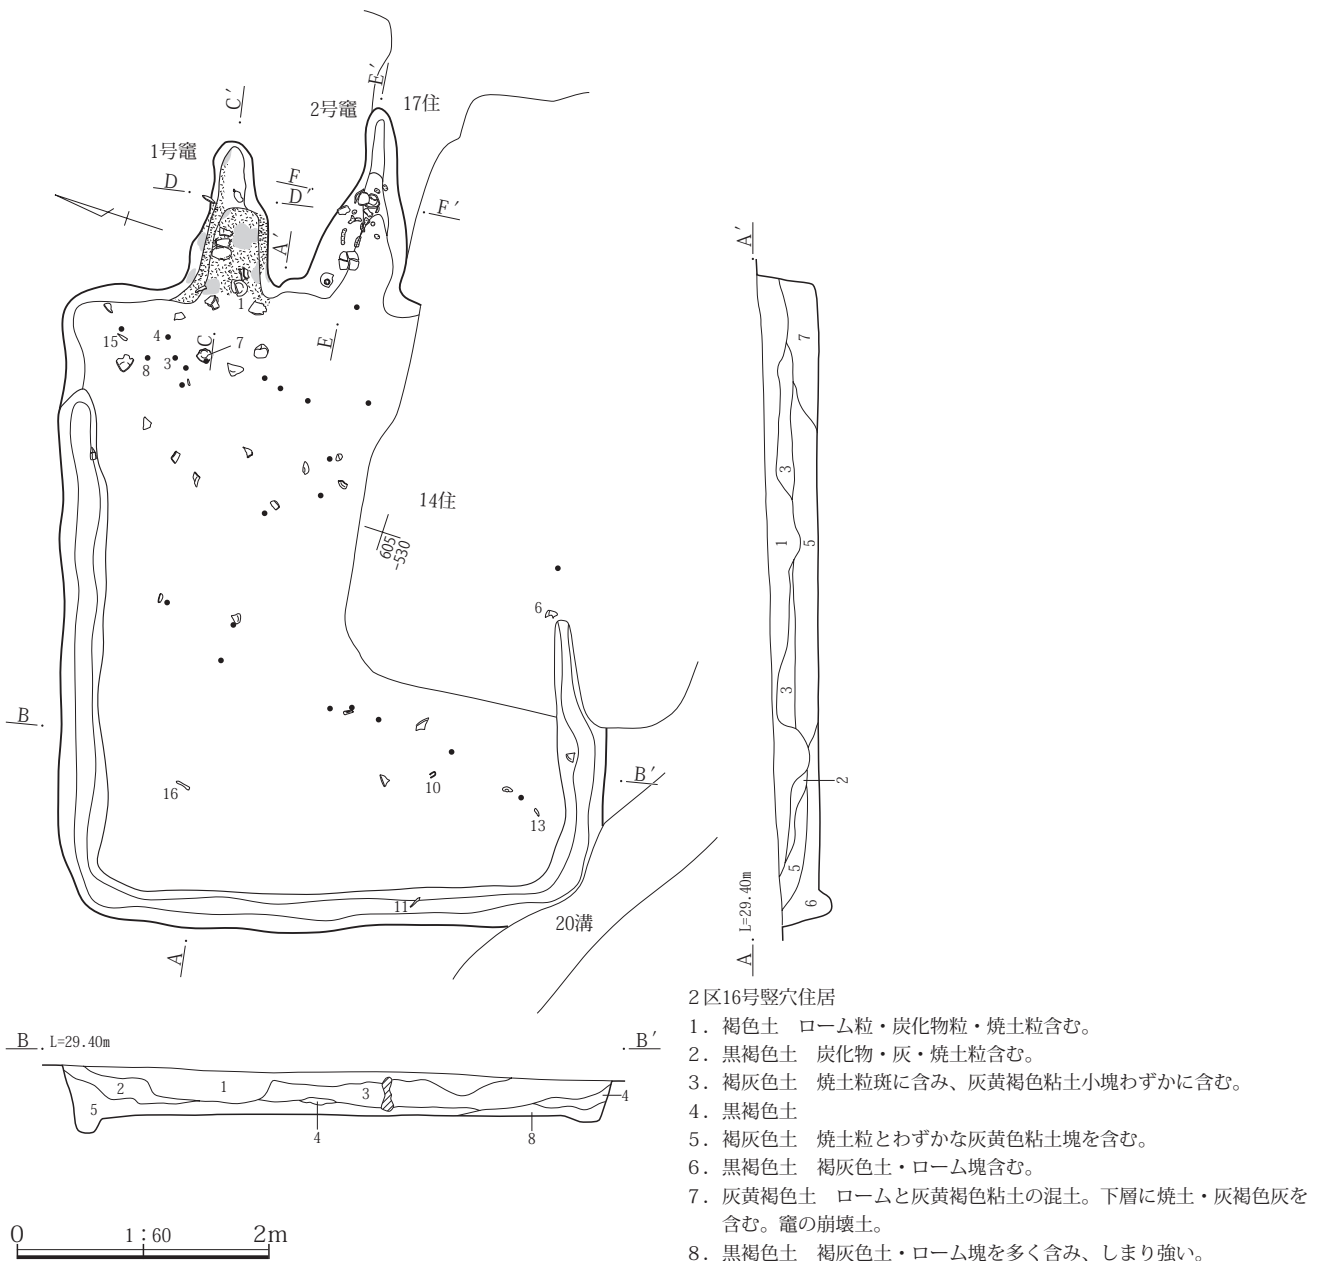 E′
C′
2号竈
17住
1号竈
D
F
D′
F′
A′
A′
1
15
4
C
7
E
8
3
7
3
14住
605
-530
1
5
6
3
B
B′
2
16
10
13
5
11
20溝
6
A
A L=29.40m
2区16号竪穴住居
1．褐色土　ローム粒・炭化物粒・焼土粒含む。
B L=29.40m
B′
2．黒褐色土　炭化物・灰・焼土粒含む。
3．褐灰色土　焼土粒斑に含み、灰黄褐色粘土小塊わずかに含む。
2
1
3
4
5
4
8
4．黒褐色土
5．褐灰色土　焼土粒とわずかな灰黄色粘土塊を含む。
6．黒褐色土　褐灰色土・ローム塊含む。
7．灰黄褐色土　ロームと灰黄褐色粘土の混土。下層に焼土・灰褐色灰を
含む。竈の崩壊土。
8．黒褐色土　褐灰色土・ローム塊を多く含み、しまり強い。
0 1：60 2m